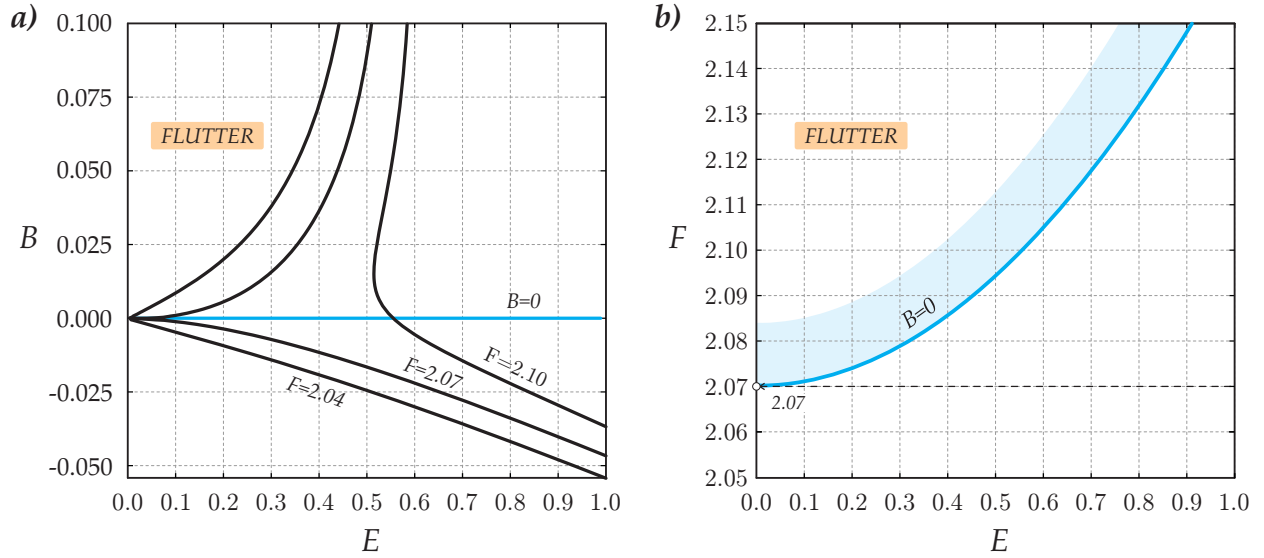 a)
0.100
0.075
0.050
0.025
0.000
-0.025
-0.050
B
FLUTTER
B=0
F=2.10
F=2.07
F=2.04
0.0 0.1 0.2 0.3 0.4 0.5 0.6 0.7 0.8 0.9 1.0
E
b)
2.15
2.14
2.13
2.12
2.11
2.10
2.09
2.08
2.07
2.06
2.05
F
FLUTTER
B=0
2.07
0.0 0.1 0.2 0.3 0.4 0.5 0.6 0.7 0.8 0.9 1.0
E